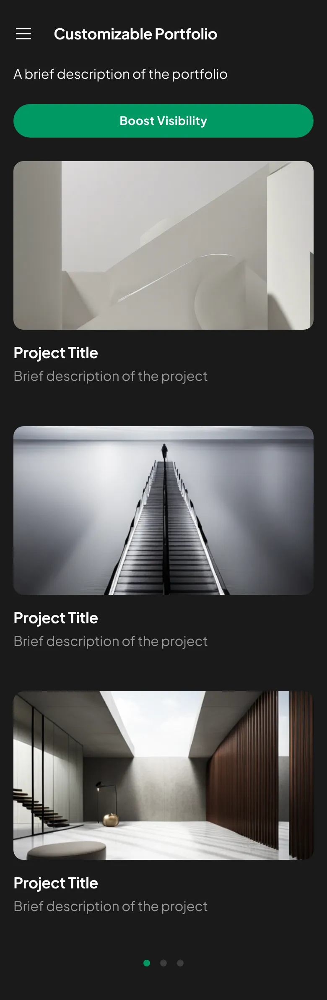 Customizable Portfolio
A brief description of the portfolio
Boost Visibility
Project Title
Brief description of the project
Project Title
Brief description of the project
Project Title
Brief description of the project